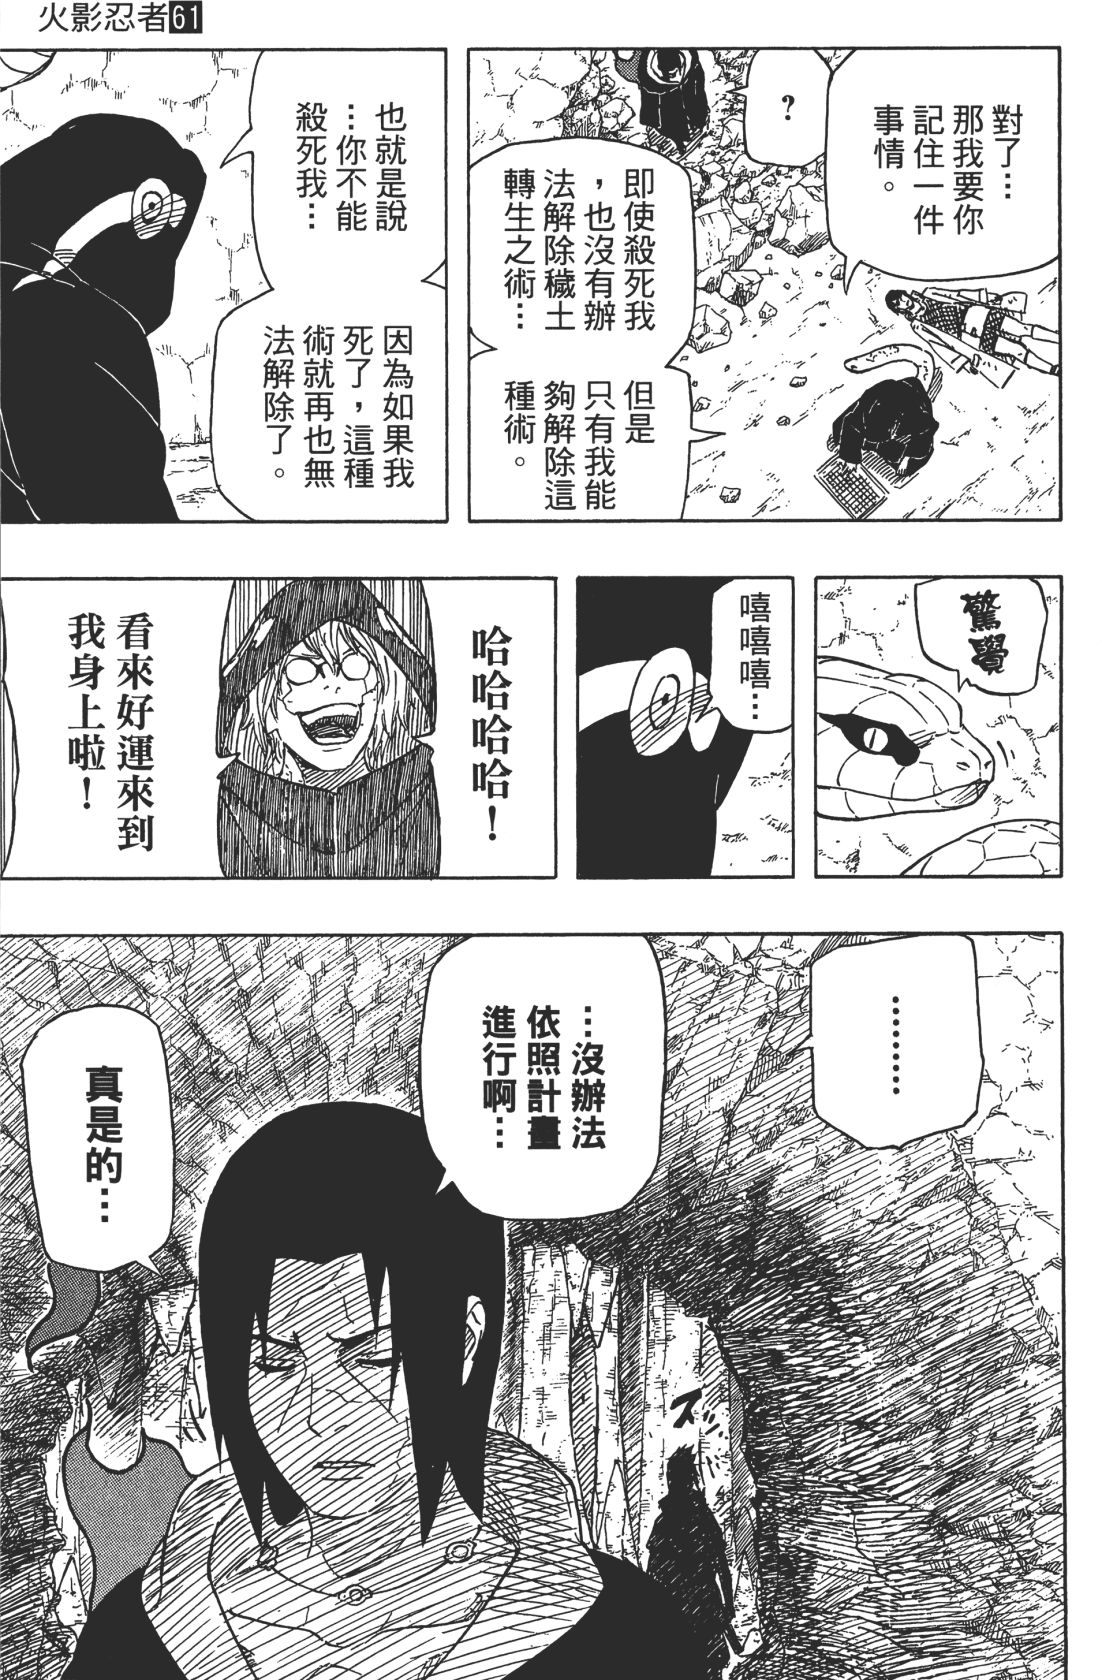 火影忍者61
對了…
那我要你
記住一件
事情。
?
即使殺死我
，也沒有辦
法解除穢土
轉生之術…
但是
只有我能
夠解除這
種術。
也就是說
…你不能
殺死我…
因為如果我
死了，這種
術就再也無
法解除了。
驚覺
嘻嘻嘻…
哈哈哈哈！
看來好運來到
我身上啦！
………
…沒辦法
依照計畫
進行啊…
真是的…
ズッ